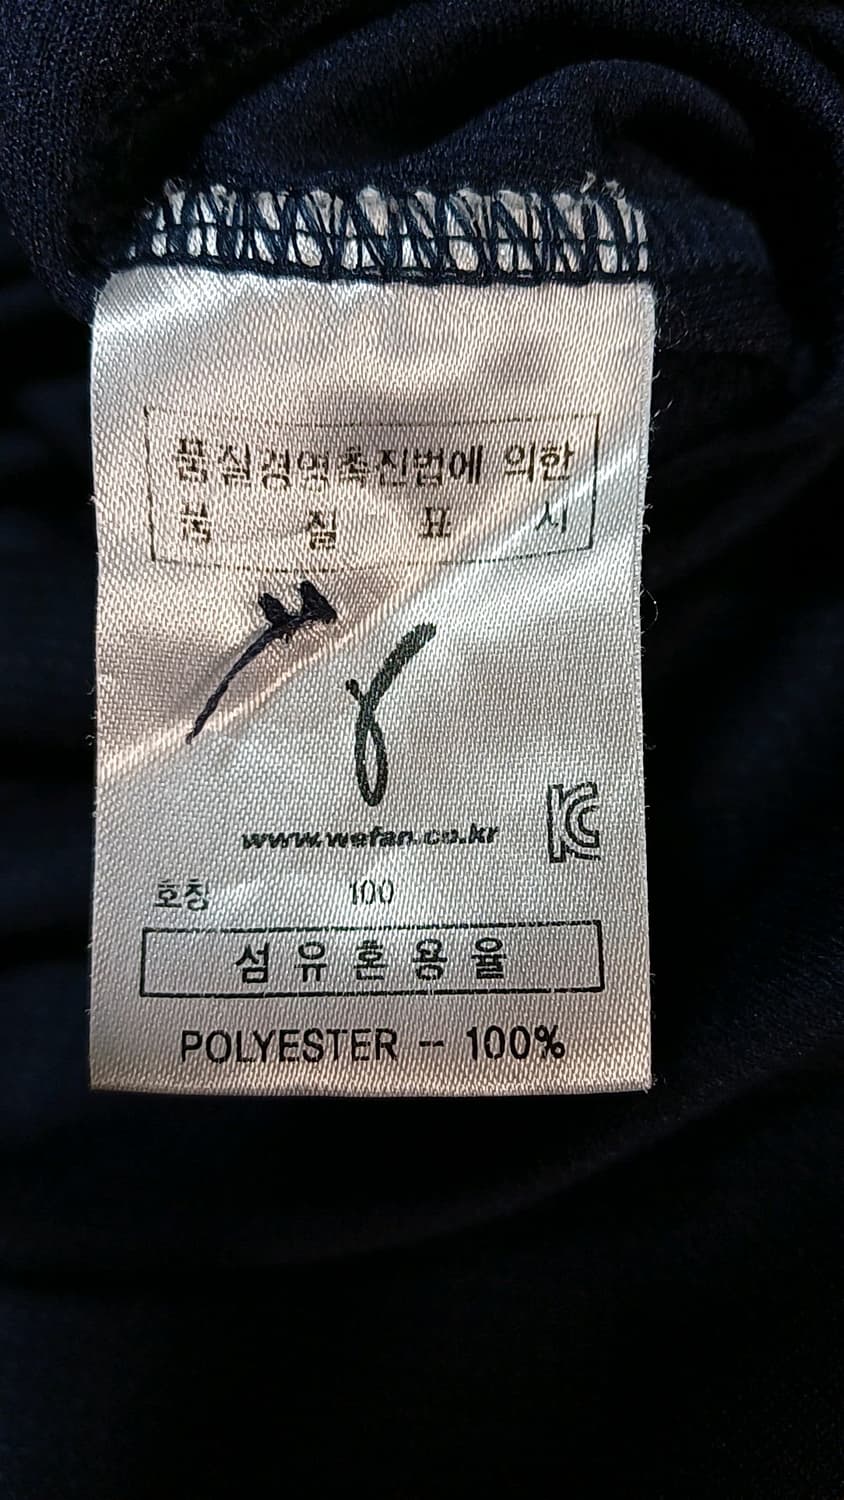 품질경영촉진법에 의한
품 질 표 시
www.wefan.co.kr
KC
호칭 100
섬유혼용율
POLYESTER -- 100%